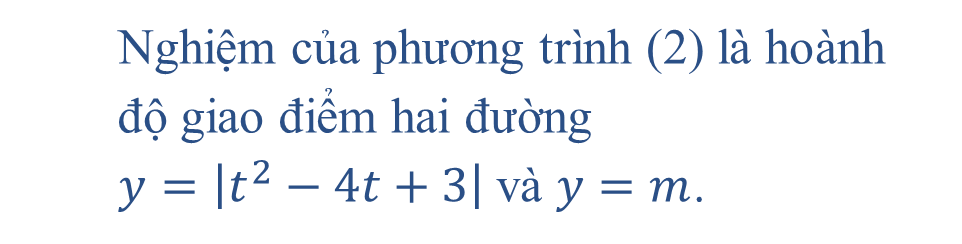 Nghiệm của phương trình (2) là hoành
độ giao điểm hai đường
y = |t² − 4t + 3| và y = m.